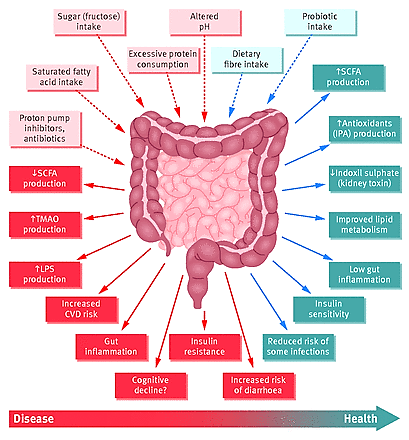 Sugar (fructose)
intake
Altered
pH
Probiotic
intake
Excessive protein
consumption
Dietary
fibre intake
Saturated fatty
acid intake
↑SCFA
production
Proton pump
inhibitors,
antibiotics
↑Antioxidants
(IPA) production
↓SCFA
production
↓Indoxil sulphate
(kidney toxin)
↑TMAO
production
Improved lipid
metabolism
↑LPS
production
Low gut
inflammation
Increased
CVD risk
Insulin
sensitivity
Gut
inflammation
Insulin
resistance
Reduced risk of
some infections
Cognitive
decline?
Increased risk
of diarrhoea
Disease
Health